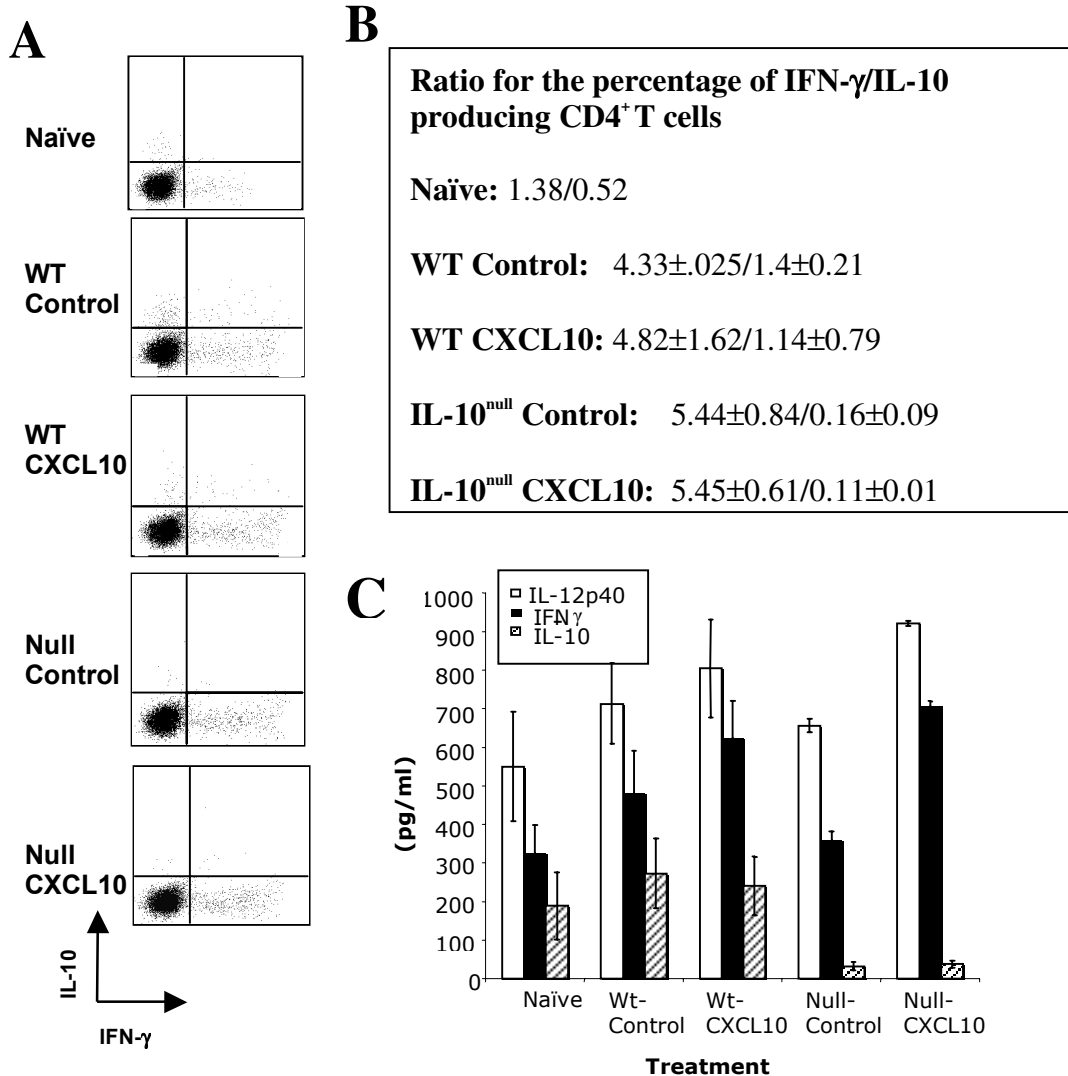 A
Naïve
WT
Control
WT
CXCL10
Null
Control
Null
CXCL10
IL-10
IFN-γ
B
Ratio for the percentage of IFN-γ/IL-10
producing CD4+ T cells
Naïve: 1.38/0.52
WT Control: 4.33±.025/1.4±0.21
WT CXCL10: 4.82±1.62/1.14±0.79
IL-10null Control: 5.44±0.84/0.16±0.09
IL-10null CXCL10: 5.45±0.61/0.11±0.01
C
IL-12p40
IFNγ
IL-10
1000
900
800
700
600
500
400
300
200
100
0
(pg/ml)
Naïve
Wt-
Control
Wt-
CXCL10
Null-
Control
Null-
CXCL10
Treatment